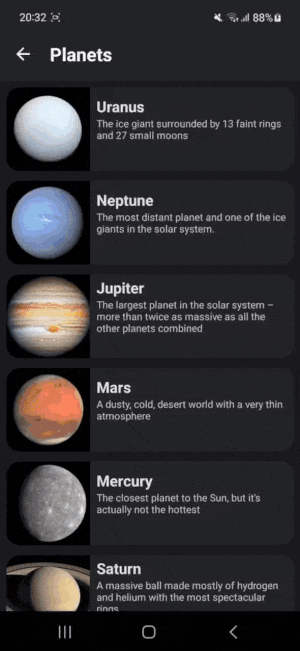 20:32 88%
Planets
Uranus
The ice giant surrounded by 13 faint rings
and 27 small moons
Neptune
The most distant planet and one of the ice
giants in the solar system.
Jupiter
The largest planet in the solar system –
more than twice as massive as all the
other planets combined
Mars
A dusty, cold, desert world with a very thin
atmosphere
Mercury
The closest planet to the Sun, but it's
actually not the hottest
Saturn
A massive ball made mostly of hydrogen
and helium with the most spectacular
rings